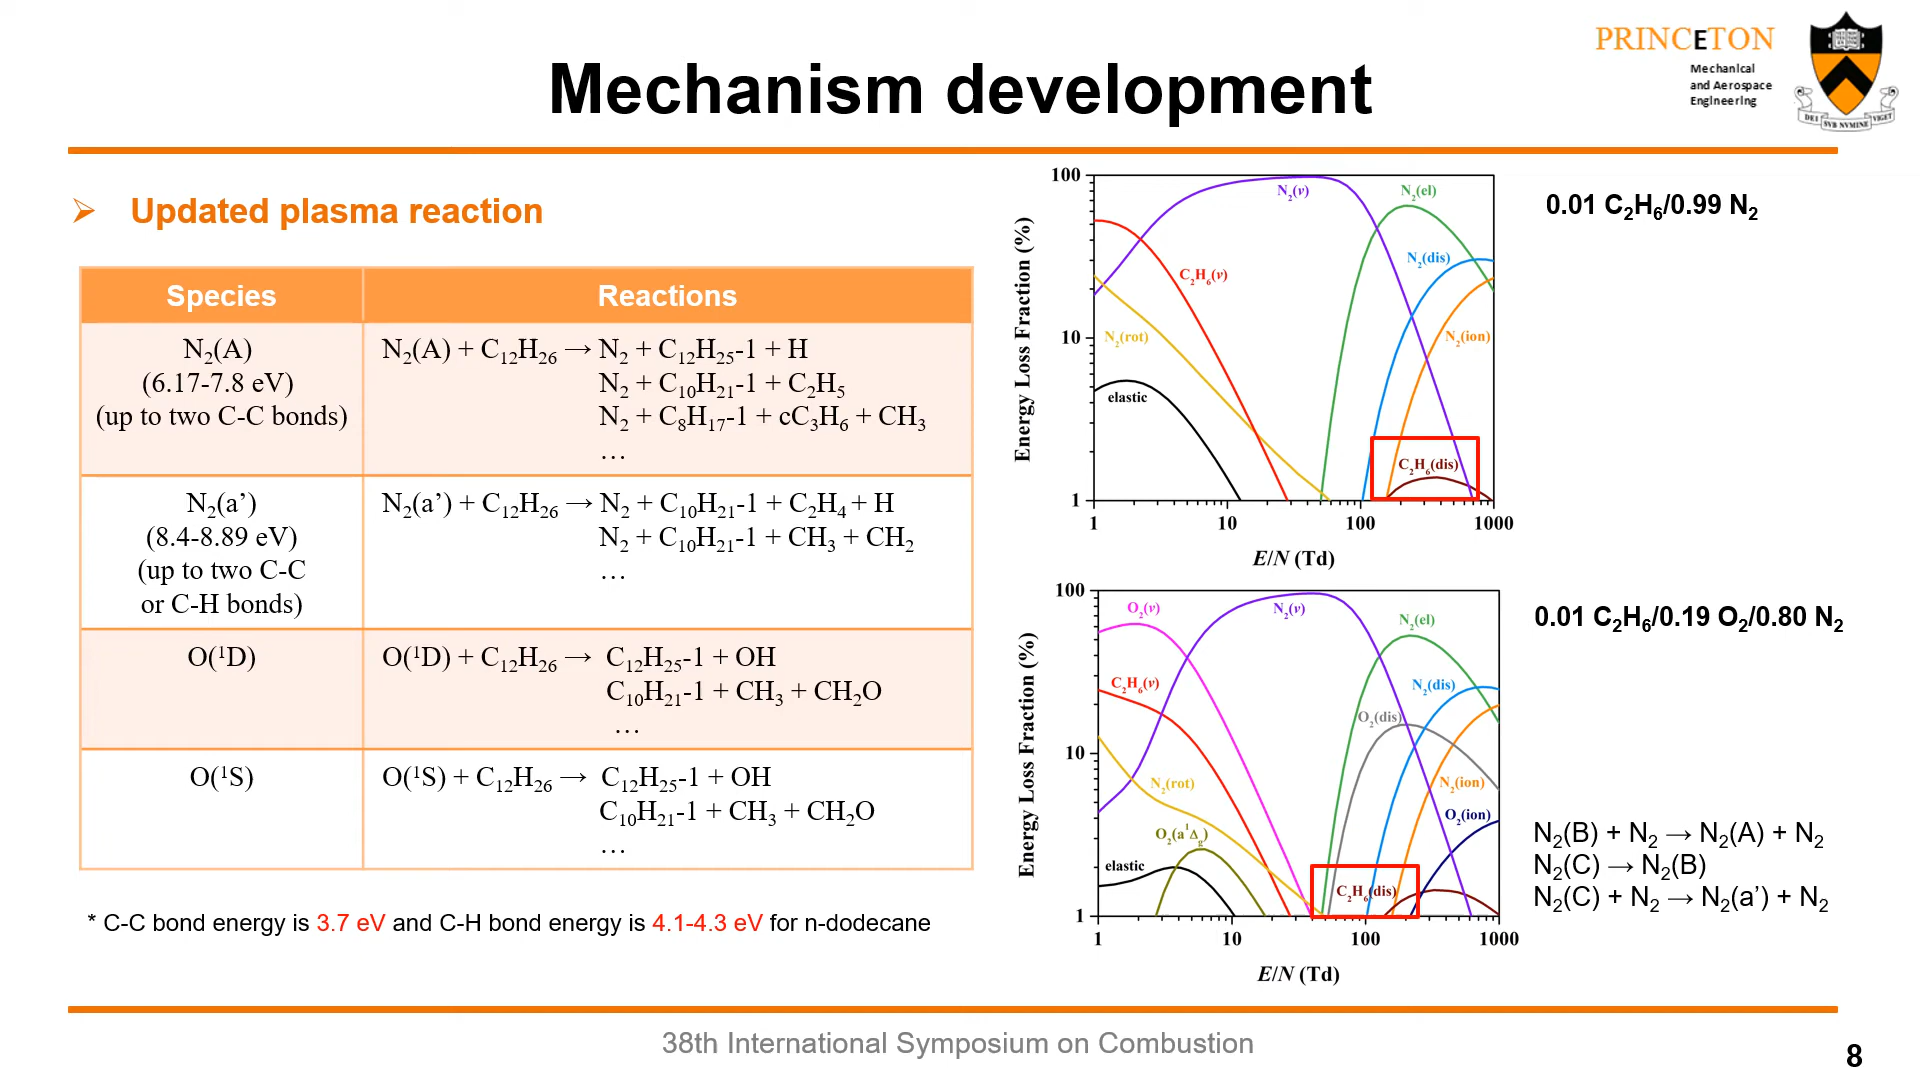 PRINCETON
Mechanical
and Aerospace
Engineering
DEI SVB NVMINE VIGET
Mechanism development
➢ Updated plasma reaction
Species Reactions
N₂(A)
(6.17-7.8 eV)
(up to two C-C bonds)
N₂(A) + C₁₂H₂₆ → N₂ + C₁₂H₂₅-1 + H
N₂ + C₁₀H₂₁-1 + C₂H₅
N₂ + C₈H₁₇-1 + cC₃H₆ + CH₃
…
N₂(a’)
(8.4-8.89 eV)
(up to two C-C
or C-H bonds)
N₂(a’) + C₁₂H₂₆ → N₂ + C₁₀H₂₁-1 + C₂H₄ + H
N₂ + C₁₀H₂₁-1 + CH₃ + CH₂
…
O(¹D)
O(¹D) + C₁₂H₂₆ → C₁₂H₂₅-1 + OH
C₁₀H₂₁-1 + CH₃ + CH₂O
…
O(¹S)
O(¹S) + C₁₂H₂₆ → C₁₂H₂₅-1 + OH
C₁₀H₂₁-1 + CH₃ + CH₂O
…
* C-C bond energy is 3.7 eV and C-H bond energy is 4.1-4.3 eV for n-dodecane
0.01 C₂H₆/0.99 N₂
Energy Loss Fraction (%)
100
10
1
N₂(v)
N₂(el)
N₂(dis)
C₂H₆(v)
N₂(rot)
N₂(ion)
elastic
C₂H₆(dis)
1 10 100 1000
E/N (Td)
0.01 C₂H₆/0.19 O₂/0.80 N₂
Energy Loss Fraction (%)
100
10
1
O₂(v)
N₂(v)
N₂(el)
C₂H₆(v)
N₂(dis)
O₂(dis)
N₂(rot)
N₂(ion)
O₂(a¹Δg)
O₂(ion)
elastic
C₂H₆(dis)
1 10 100 1000
E/N (Td)
N₂(B) + N₂ → N₂(A) + N₂
N₂(C) → N₂(B)
N₂(C) + N₂ → N₂(a’) + N₂
38th International Symposium on Combustion
8